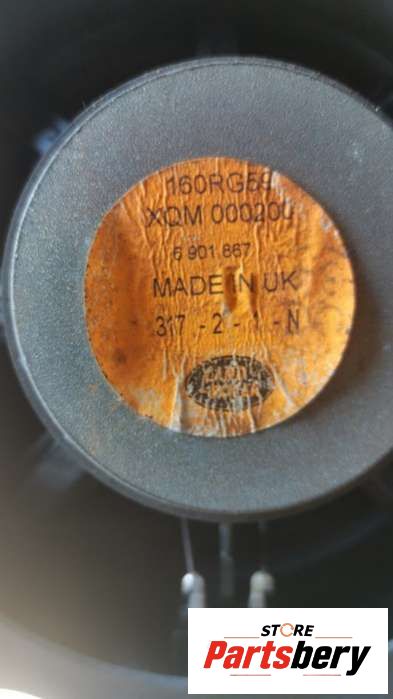 160RG59
XQM 000200
6 901 867
MADE IN UK
317 - 2 - 1 - N
STORE
Partsbery